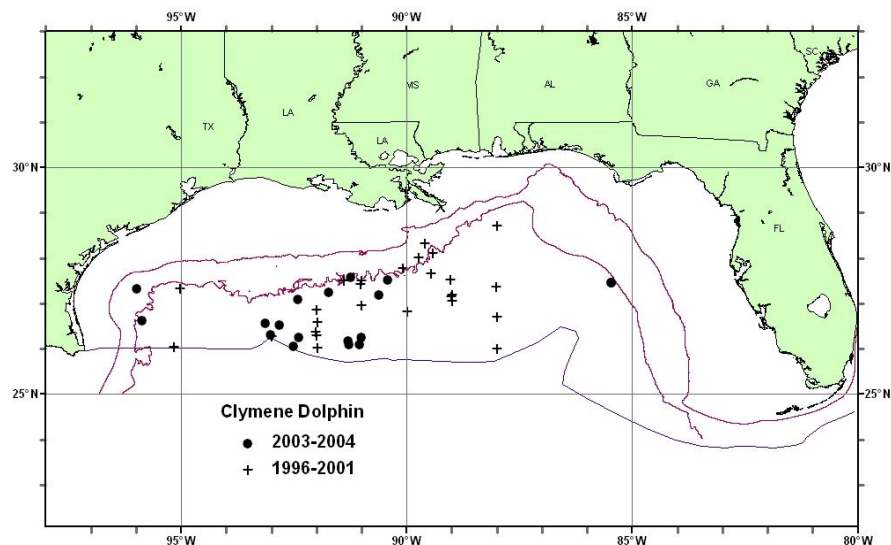 95°W 90°W 85°W 80°W
SC
MS AL GA
LA
TX
LA
30°N 30°N
FL
25°N 25°N
Clymene Dolphin
2003-2004
1996-2001
95°W 90°W 85°W 80°W